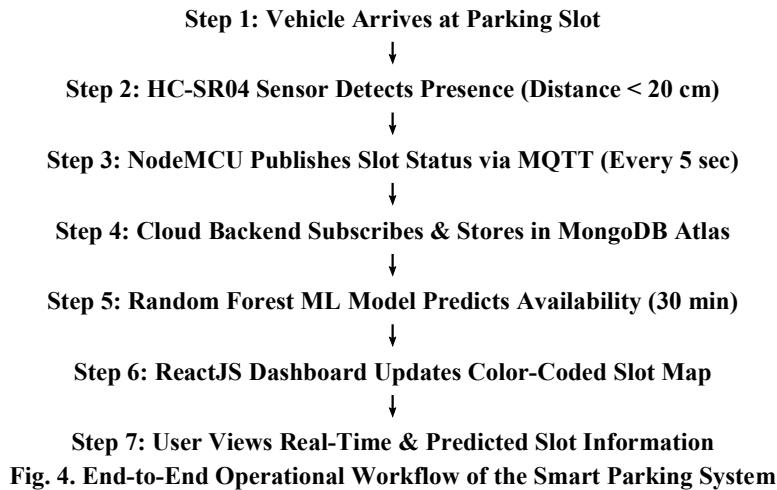 Step 1: Vehicle Arrives at Parking Slot
Step 2: HC-SR04 Sensor Detects Presence (Distance < 20 cm)
Step 3: NodeMCU Publishes Slot Status via MQTT (Every 5 sec)
Step 4: Cloud Backend Subscribes & Stores in MongoDB Atlas
Step 5: Random Forest ML Model Predicts Availability (30 min)
Step 6: ReactJS Dashboard Updates Color-Coded Slot Map
Step 7: User Views Real-Time & Predicted Slot Information
Fig. 4. End-to-End Operational Workflow of the Smart Parking System